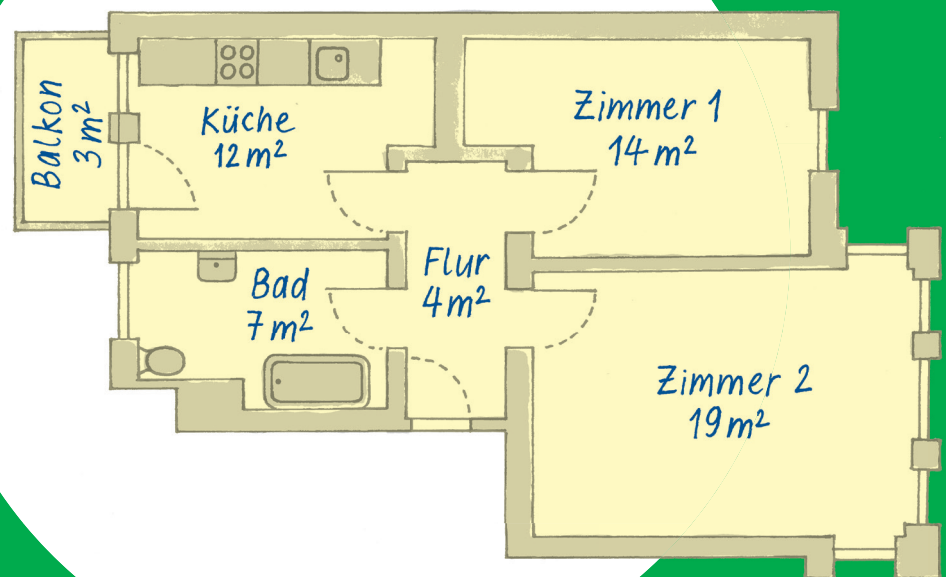 Balkon
3 m²
Küche
12 m²
Zimmer 1
14 m²
Bad
7 m²
Flur
4 m²
Zimmer 2
19 m²